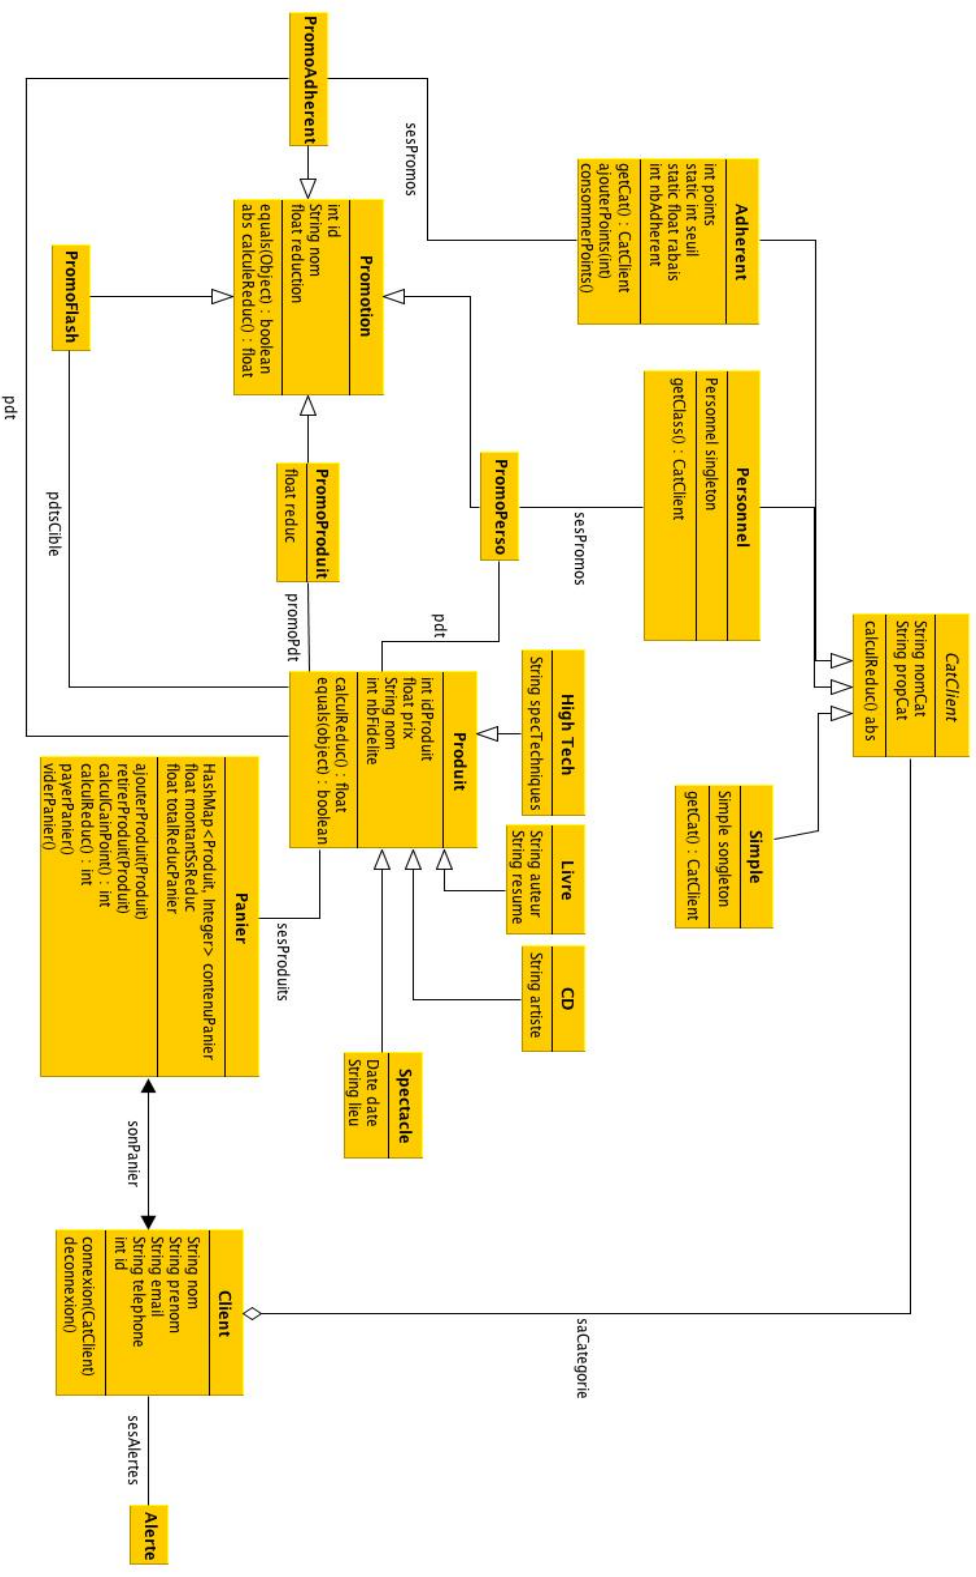 CatClient
String nomCat
String propCat
calculReduc() abs
Adherent
int points
static int seuil
static float rabais
int nbAdherent
getCat() : CatClient
ajouterPoints(int)
consommerPoints()
Personnel
Personnel singleton
getClass() : CatClient
Simple
Simple songleton
getCat() : CatClient
saCategorie
sesPromos
sesPromos
PromoPerso
pdt
High Tech
String specTechniques
Livre
String auteur
String resume
CD
String artiste
Spectacle
Date date
String lieu
PromoAdherent
Promotion
int id
String nom
float reduction
equals(Object) : boolean
abs calculeReduc() : float
PromoProduit
float reduc
promoPdt
Produit
int idProduit
float prix
String nom
int nbFidelite
calculReduc() : float
equals(object) : boolean
sesProduits
PromoFlash
pdtsCible
pdt
Panier
HashMap<Produit, Integer> contenuPanier
float montantSsReduc
float totalReducPanier
ajouterProduit(Produit)
retirerProduit(Produit)
calculGainPoint() : int
calculReduc() : int
payerPanier()
viderPanier()
sonPanier
Client
String nom
String prenom
String email
String telephone
int id
connexion(CatClient)
deconnexion()
sesAlertes
Alerte